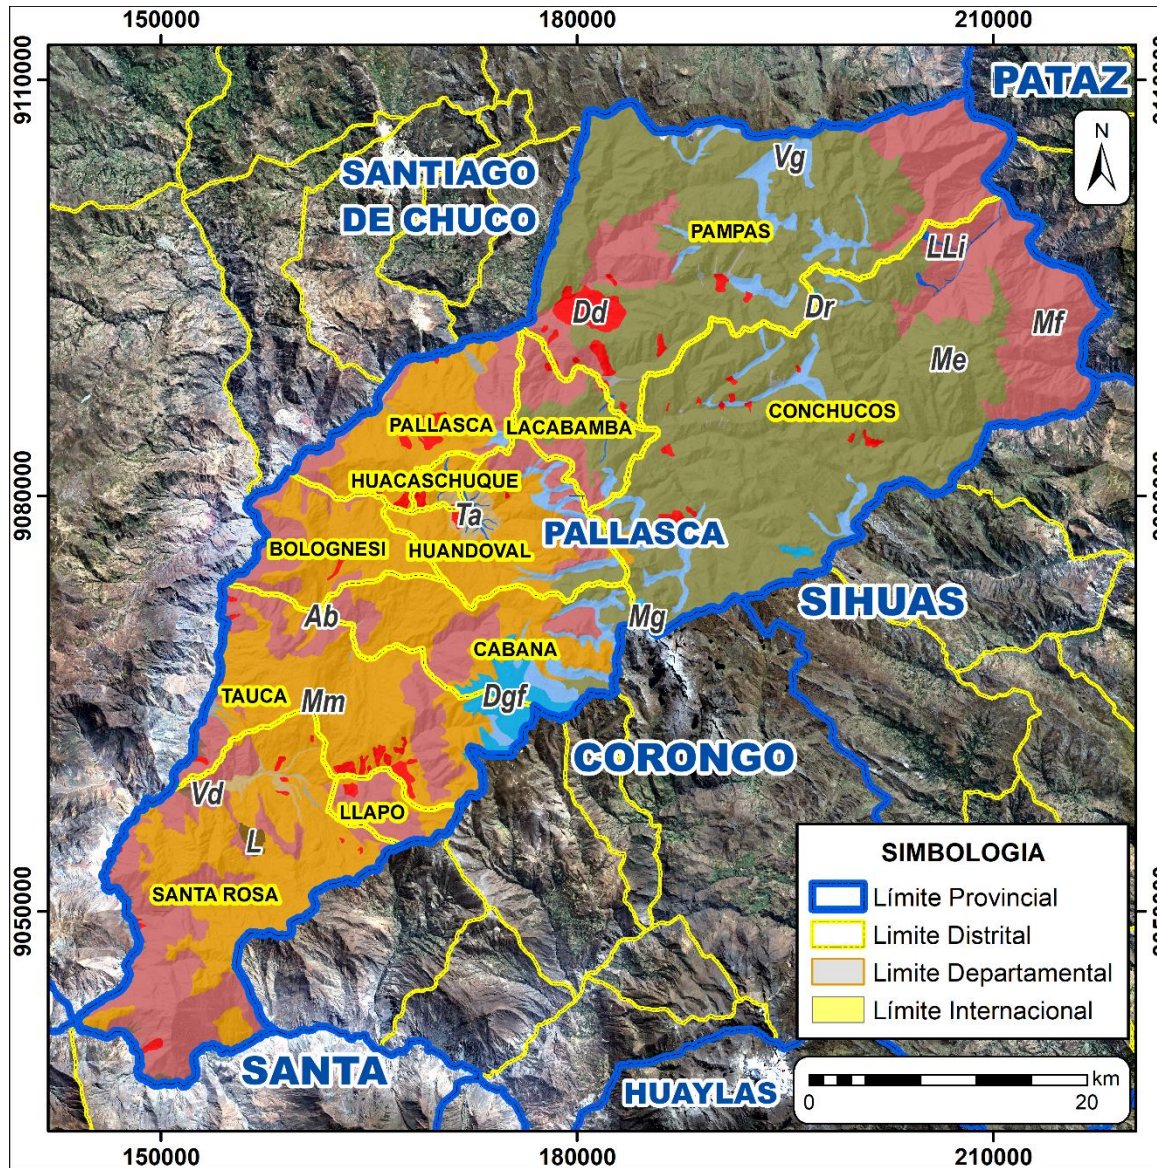 150000
180000
210000
9110000
PATAZ
N
SANTIAGO
DE CHUCO
Vg
PAMPAS
LLi
Dd
Dr
Mf
Me
PALLASCA
LACABAMBA
CONCHUCOS
9080000
HUACASCHUQUE
Ta
PALLASCA
BOLOGNESI
HUANDOVAL
SIHUAS
Ab
Mg
CABANA
TAUCA
Mm
Dgf
CORONGO
Vd
LLAPO
L
SIMBOLOGIA
Límite Provincial
Limite Distrital
Limite Departamental
Límite Internacional
SANTA ROSA
9050000
SANTA
HUAYLAS
km
0
20
150000
180000
210000